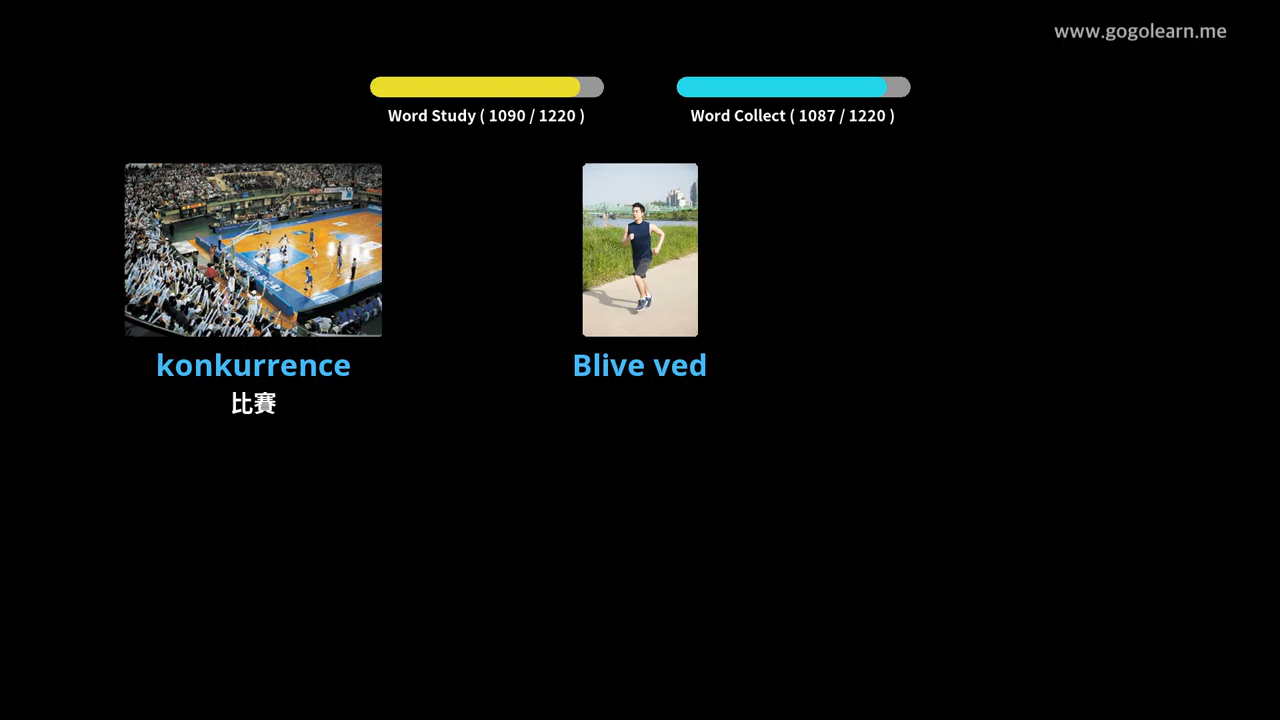 www.gogolearn.me
Word Study ( 1090 / 1220 )
Word Collect ( 1087 / 1220 )
konkurrence
比賽
Blive ved